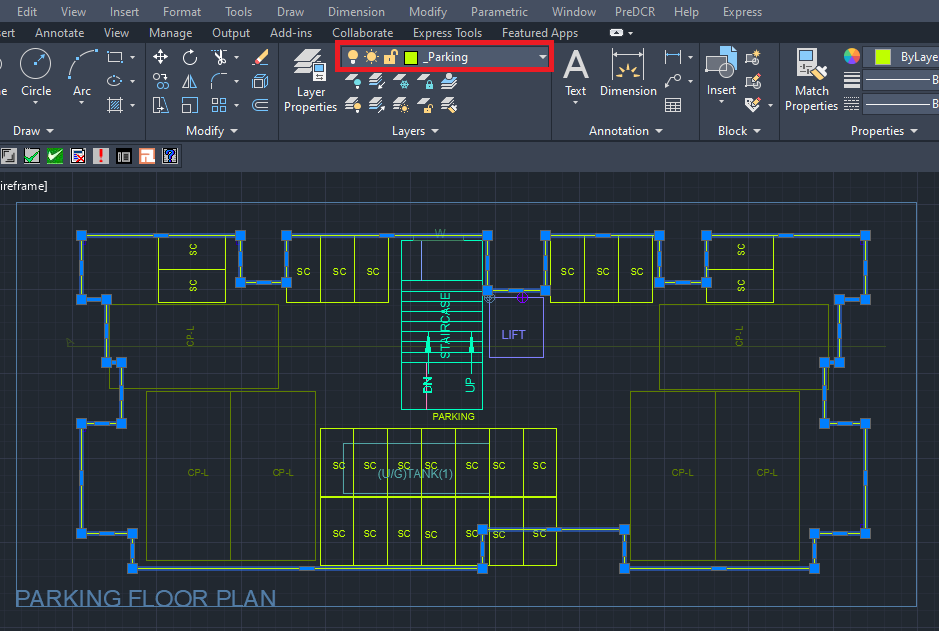 Edit View Insert Format Tools Draw Dimension Modify Parametric Window PreDCR Help Express
ert Annotate View Manage Output Add-ins Collaborate Express Tools Featured Apps
_Parking
ByLaye
Circle Arc Layer Properties Text Dimension Insert Match Properties
Draw Modify Layers Annotation Block Properties
ireframe]
W
SC SC
SC SC SC SC SC SC
SC SC
STAIRCASE
LIFT
CP-L CP-L
DN UP
PARKING
SC SC SC SC SC SC SC
CP-L CP-L (U/G)TANK(1) CP-L CP-L
SC SC SC SC SC SC SC
PARKING FLOOR PLAN